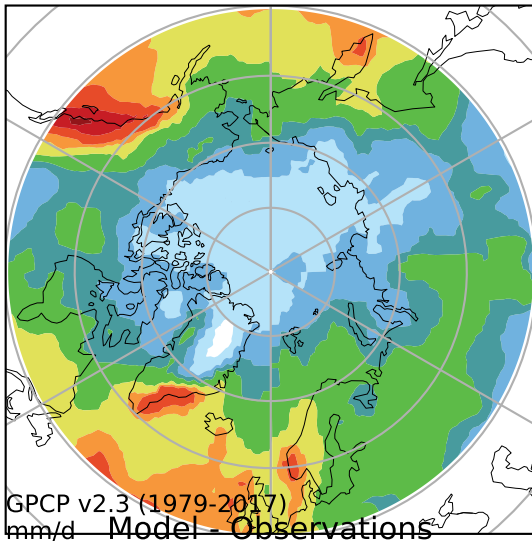 GPCP v2.3 (1979-2017)
mm/d Model - Observations